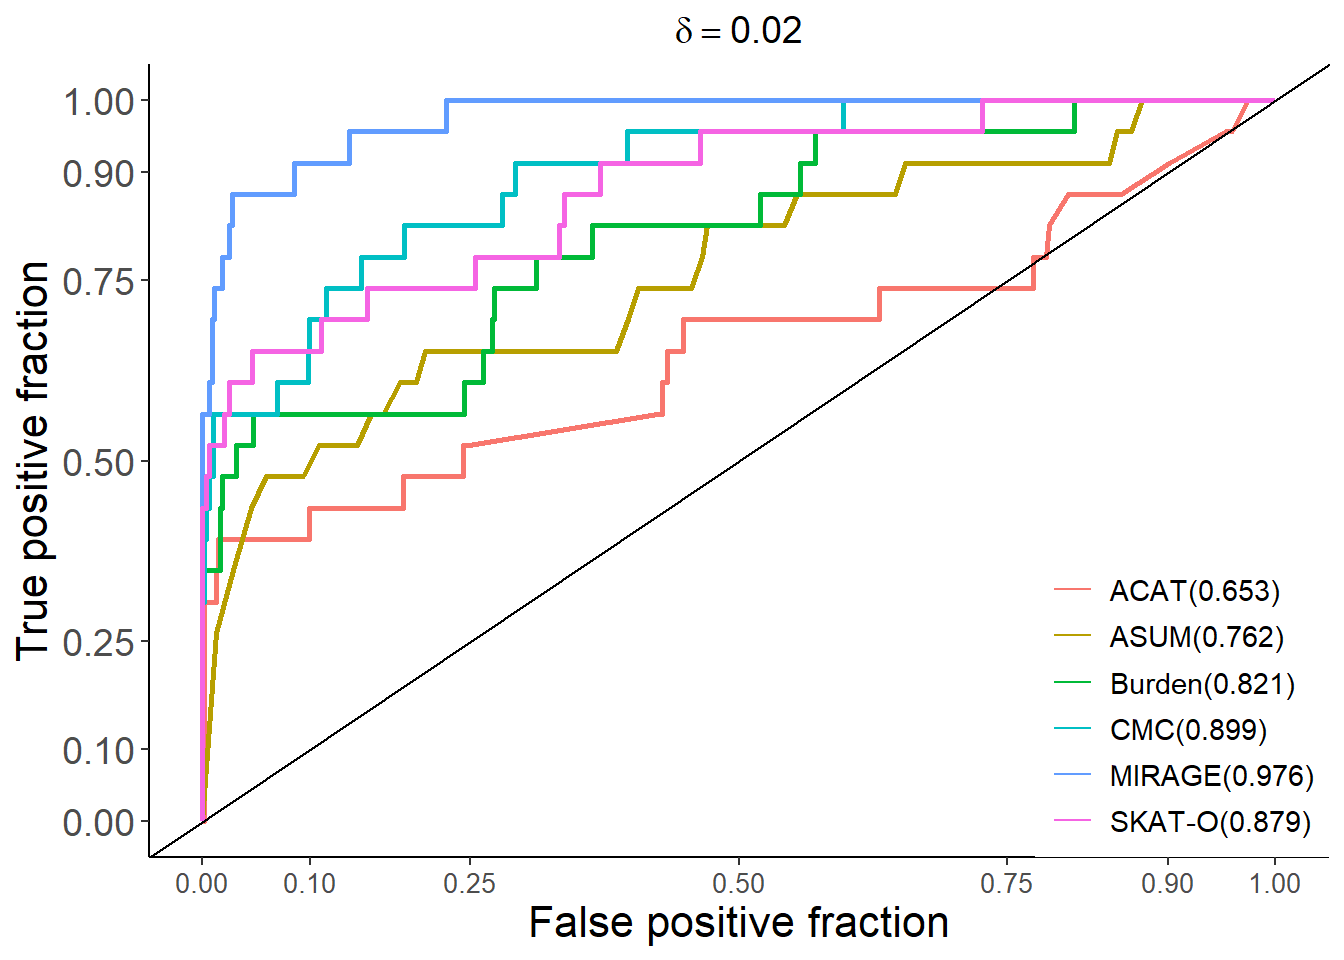 δ = 0.02
True positive fraction
1.00
0.90
0.75
0.50
0.25
0.10
0.00
ACAT(0.653)
ASUM(0.762)
Burden(0.821)
CMC(0.899)
MIRAGE(0.976)
SKAT-O(0.879)
0.00 0.10 0.25 0.50 0.75 0.90 1.00
False positive fraction